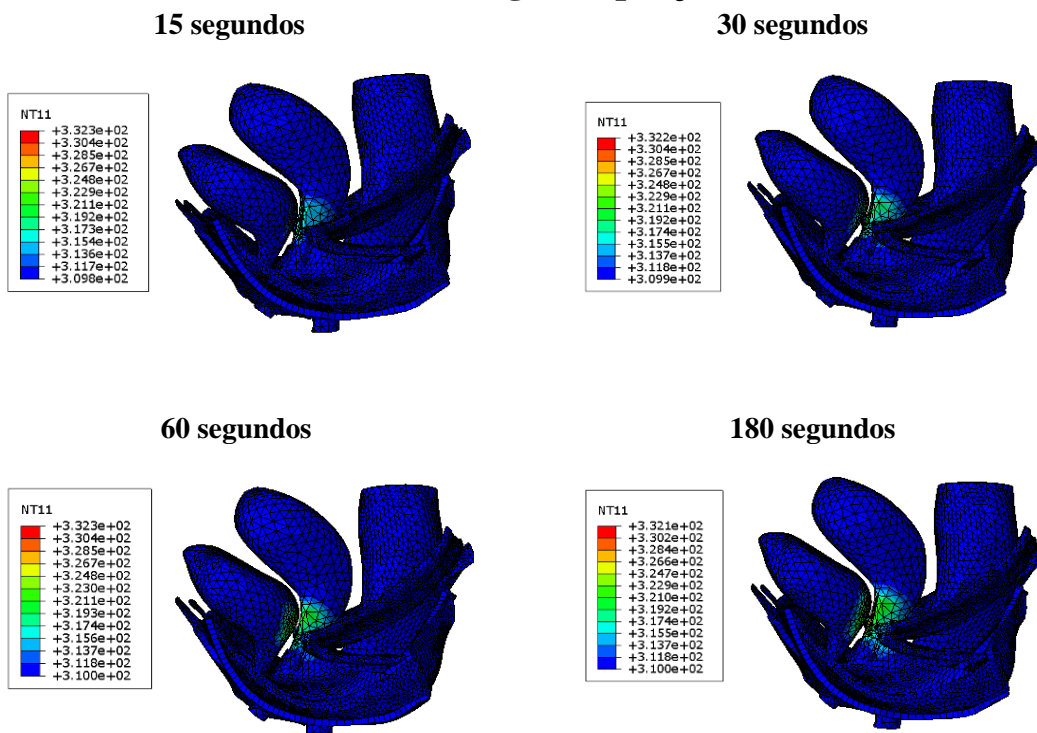 15 segundos
30 segundos
NT11
+3.323e+02
+3.304e+02
+3.285e+02
+3.267e+02
+3.248e+02
+3.229e+02
+3.211e+02
+3.192e+02
+3.173e+02
+3.154e+02
+3.136e+02
+3.117e+02
+3.098e+02
NT11
+3.322e+02
+3.304e+02
+3.285e+02
+3.267e+02
+3.248e+02
+3.229e+02
+3.211e+02
+3.192e+02
+3.174e+02
+3.155e+02
+3.137e+02
+3.118e+02
+3.099e+02
60 segundos
180 segundos
NT11
+3.323e+02
+3.304e+02
+3.285e+02
+3.267e+02
+3.248e+02
+3.230e+02
+3.211e+02
+3.193e+02
+3.174e+02
+3.156e+02
+3.137e+02
+3.118e+02
+3.100e+02
NT11
+3.321e+02
+3.302e+02
+3.284e+02
+3.266e+02
+3.247e+02
+3.229e+02
+3.210e+02
+3.192e+02
+3.174e+02
+3.155e+02
+3.137e+02
+3.118e+02
+3.100e+02